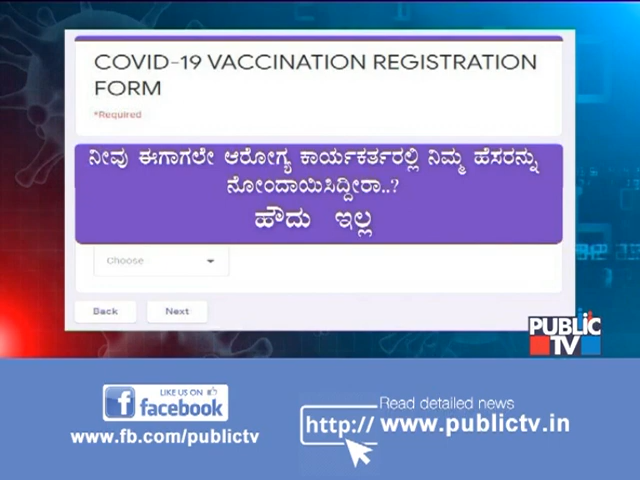 COVID-19 VACCINATION REGISTRATION
FORM
*Required
ನೀವು ಈಗಾಗಲೇ ಆರೋಗ್ಯ ಕಾರ್ಯಕರ್ತರಲ್ಲಿ ನಿಮ್ಮ ಹೆಸರನ್ನು
ನೋಂದಾಯಿಸಿದ್ದೀರಾ..?
ಹೌದು ಇಲ್ಲ
Choose
Back Next
PUBLiC
TV
LIKE US ON
facebook
www.fb.com/publictv
Read detailed news
http:// www.publictv.in